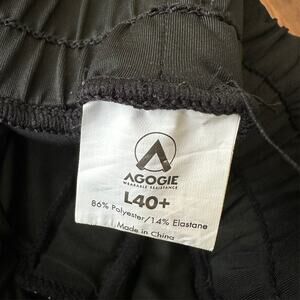 AGOGIE
WEARABLE RESISTANCE
L40+
86% Polyester/14% Elastane
Made in China